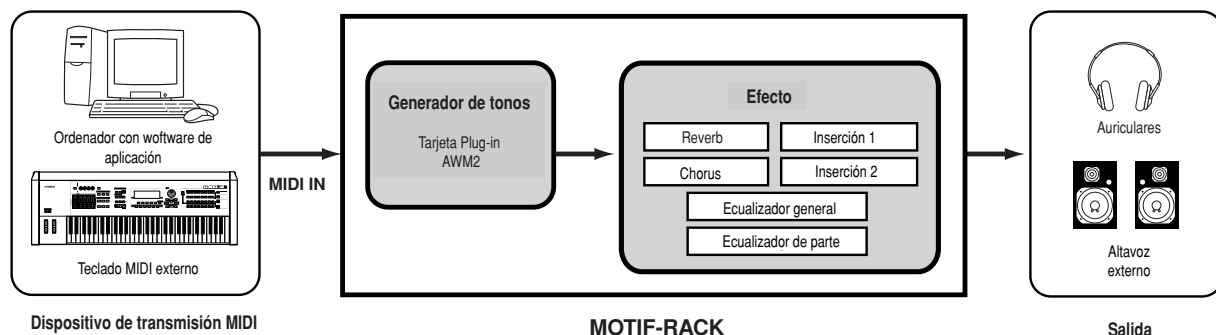 Ordenador con woftware de
aplicación
Teclado MIDI externo
Dispositivo de transmisión MIDI
MIDI IN
Generador de tonos
Tarjeta Plug-in
AWM2
Efecto
Reverb
Inserción 1
Chorus
Inserción 2
Ecualizador general
Ecualizador de parte
MOTIF-RACK
Auriculares
Altavoz
externo
Salida